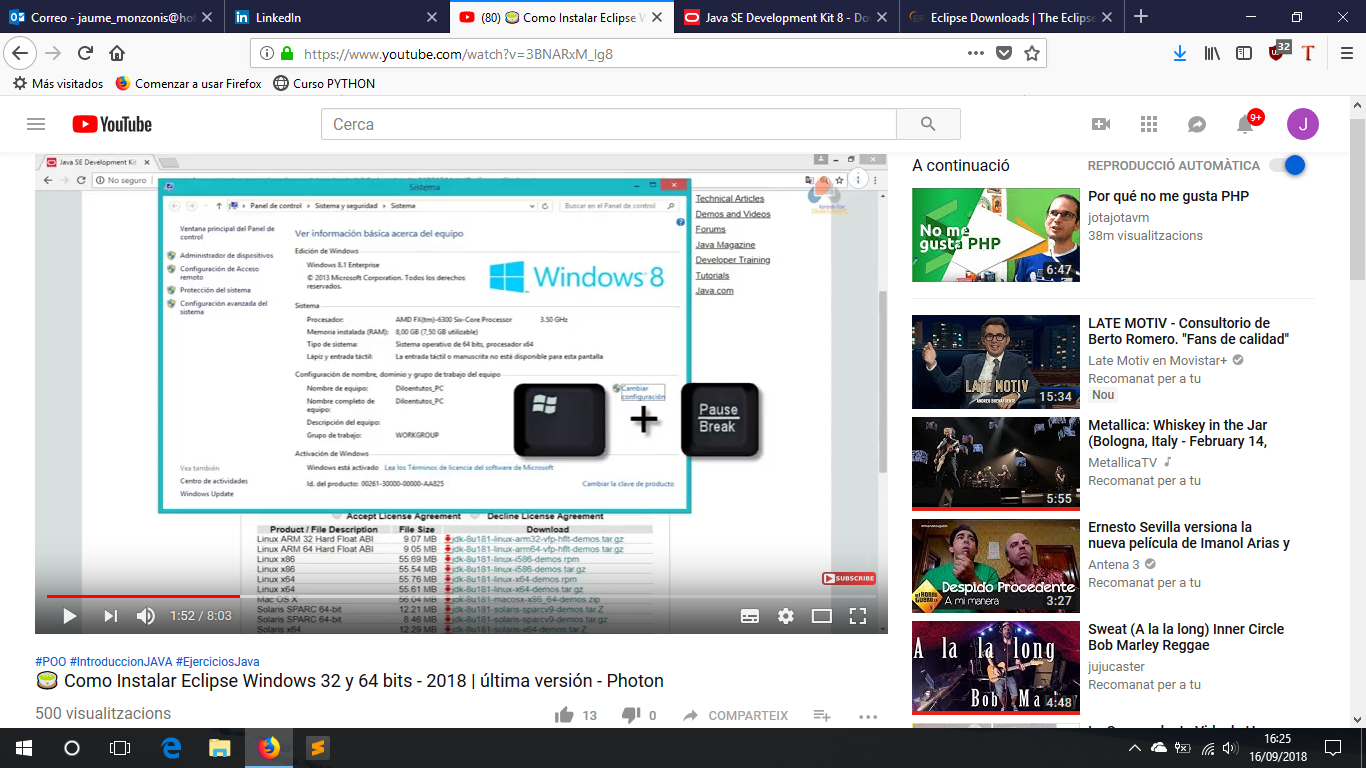 Correo - jaume_monzonis@ho
LinkedIn
(80) 🥁 Como Instalar Eclipse W
Java SE Development Kit 8 - Do
Eclipse Downloads | The Eclipse
https://www.youtube.com/watch?v=3BNARxM_lg8
32
Más visitados
Comenzar a usar Firefox
Curso PYTHON
YouTube
Cerca
9+
J
Java SE Development Kit
No seguro
Sistema
Panel de control
Sistema y seguridad
Sistema
Buscar en el Panel de control
Ventana principal del Panel de
control
Administrador de dispositivos
Configuración de Acceso
remoto
Protección del sistema
Configuración avanzada del
sistema
Vea también
Centro de actividades
Windows Update
Ver información básica acerca del equipo
Edición de Windows
Windows 8.1 Enterprise
© 2013 Microsoft Corporation. Todos los derechos
reservados.
Windows 8
Sistema
Procesador: AMD FX(tm)-6300 Six-Core Processor 3.50 GHz
Memoria instalada (RAM): 8,00 GB (7,50 GB utilizable)
Tipo de sistema: Sistema operativo de 64 bits, procesador x64
Lápiz y entrada táctil: La entrada táctil o manuscrita no está disponible para esta pantalla
Configuración de nombre, dominio y grupo de trabajo del equipo
Nombre de equipo: Diloentutos_PC
Cambiar
configuración
Nombre completo de
equipo: Diloentutos_PC
Descripción del equipo:
Grupo de trabajo: WORKGROUP
Activación de Windows
Windows está activado Lea los Términos de licencia del software de Microsoft
Id. del producto: 00261-30000-00000-AA825
Cambiar la clave de producto
+
Pause
Break
Technical Articles
Demos and Videos
Forums
Java Magazine
Developer Training
Tutorials
Java.com
Accept License Agreement Decline License Agreement
Product / File Description File Size Download
Linux ARM 32 Hard Float ABI 9.07 MB jdk-8u181-linux-arm32-vfp-hflt-demos.tar.gz
Linux ARM 64 Hard Float ABI 9.05 MB jdk-8u181-linux-arm64-vfp-hflt-demos.tar.gz
Linux x86 55.69 MB jdk-8u181-linux-i586-demos.rpm
Linux x86 55.54 MB jdk-8u181-linux-i586-demos.tar.gz
Linux x64 55.76 MB jdk-8u181-linux-x64-demos.rpm
Linux x64 55.61 MB jdk-8u181-linux-x64-demos.tar.gz
Mac OS X 56.04 MB jdk-8u181-macosx-x86_64-demos.zip
Solaris SPARC 64-bit 12.21 MB jdk-8u181-solaris-sparcv9-demos.tar.Z
Solaris SPARC 64-bit 8.46 MB jdk-8u181-solaris-sparcv9-demos.tar.gz
Solaris x64 12.29 MB jdk-8u181-solaris-x64-demos.tar.Z
SUBSCRIBE
1:52 / 8:03
#POO #IntroduccionJAVA #EjerciciosJava
🥁 Como Instalar Eclipse Windows 32 y 64 bits - 2018 | última versión - Photon
500 visualitzacions
13
0
COMPARTEIX
A continuació
REPRODUCCIÓ AUTOMÀTICA
No me
gusta PHP
6:47
Por qué no me gusta PHP
jotajotavm
38m visualitzacions
LATE MOTIV
15:34
LATE MOTIV - Consultorio de
Berto Romero. "Fans de calidad"
Late Motiv en Movistar+
Recomanat per a tu
Nou
5:55
Metallica: Whiskey in the Jar
(Bologna, Italy - February 14,
MetallicaTV
Recomanat per a tu
Despido Procedente
A mi manera
3:27
Ernesto Sevilla versiona la
nueva película de Imanol Arias y
Antena 3
Recomanat per a tu
A la la long
Bob Ma
4:48
Sweat (A la la long) Inner Circle
Bob Marley Reggae
jujucaster
Recomanat per a tu
16:25
16/09/2018